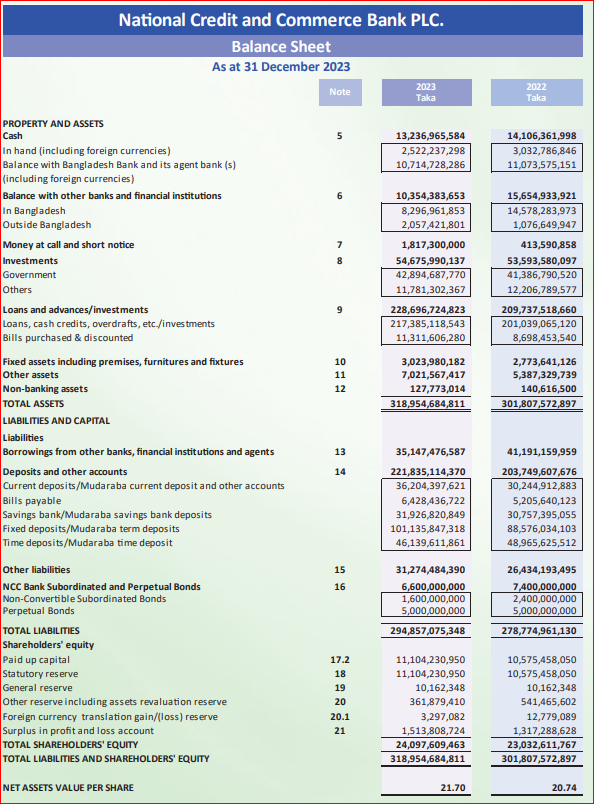 National Credit and Commerce Bank PLC.
Balance Sheet
As at 31 December 2023
Note 2023 Taka 2022 Taka
PROPERTY AND ASSETS
Cash 5 13,236,965,584 14,106,361,998
In hand (including foreign currencies) 2,522,237,298 3,032,786,846
Balance with Bangladesh Bank and its agent bank (s) 10,714,728,286 11,073,575,151
(including foreign currencies)
Balance with other banks and financial institutions 6 10,354,383,653 15,654,933,921
In Bangladesh 8,296,961,853 14,578,283,973
Outside Bangladesh 2,057,421,801 1,076,649,947
Money at call and short notice 7 1,817,300,000 413,590,858
Investments 8 54,675,990,137 53,593,580,097
Government 42,894,687,770 41,386,790,520
Others 11,781,302,367 12,206,789,577
Loans and advances/investments 9 228,696,724,823 209,737,518,660
Loans, cash credits, overdrafts, etc./investments 217,385,118,543 201,039,065,120
Bills purchased & discounted 11,311,606,280 8,698,453,540
Fixed assets including premises, furnitures and fixtures 10 3,023,980,182 2,773,641,126
Other assets 11 7,021,567,417 5,387,329,739
Non-banking assets 12 127,773,014 140,616,500
TOTAL ASSETS 318,954,684,811 301,807,572,897
LIABILITIES AND CAPITAL
Liabilities
Borrowings from other banks, financial institutions and agents 13 35,147,476,587 41,191,159,959
Deposits and other accounts 14 221,835,114,370 203,749,607,676
Current deposits/Mudaraba current deposit and other accounts 36,204,397,621 30,244,912,883
Bills payable 6,428,436,722 5,205,640,123
Savings bank/Mudaraba savings bank deposits 31,926,820,849 30,757,395,055
Fixed deposits/Mudaraba term deposits 101,135,847,318 88,576,034,103
Time deposits/Mudaraba time deposit 46,139,611,861 48,965,625,512
Other liabilities 15 31,274,484,390 26,434,193,495
NCC Bank Subordinated and Perpetual Bonds 16 6,600,000,000 7,400,000,000
Non-Convertible Subordinated Bonds 1,600,000,000 2,400,000,000
Perpetual Bonds 5,000,000,000 5,000,000,000
TOTAL LIABILITIES 294,857,075,348 278,774,961,130
Shareholders' equity
Paid up capital 17.2 11,104,230,950 10,575,458,050
Statutory reserve 18 11,104,230,950 10,575,458,050
General reserve 19 10,162,348 10,162,348
Other reserve including assets revaluation reserve 20 361,879,410 541,465,602
Foreign currency translation gain/(loss) reserve 20.1 3,297,082 12,779,089
Surplus in profit and loss account 21 1,513,808,724 1,317,288,628
TOTAL SHAREHOLDERS' EQUITY 24,097,609,463 23,032,611,767
TOTAL LIABILITIES AND SHAREHOLDERS' EQUITY 318,954,684,811 301,807,572,897
NET ASSETS VALUE PER SHARE 21.70 20.74